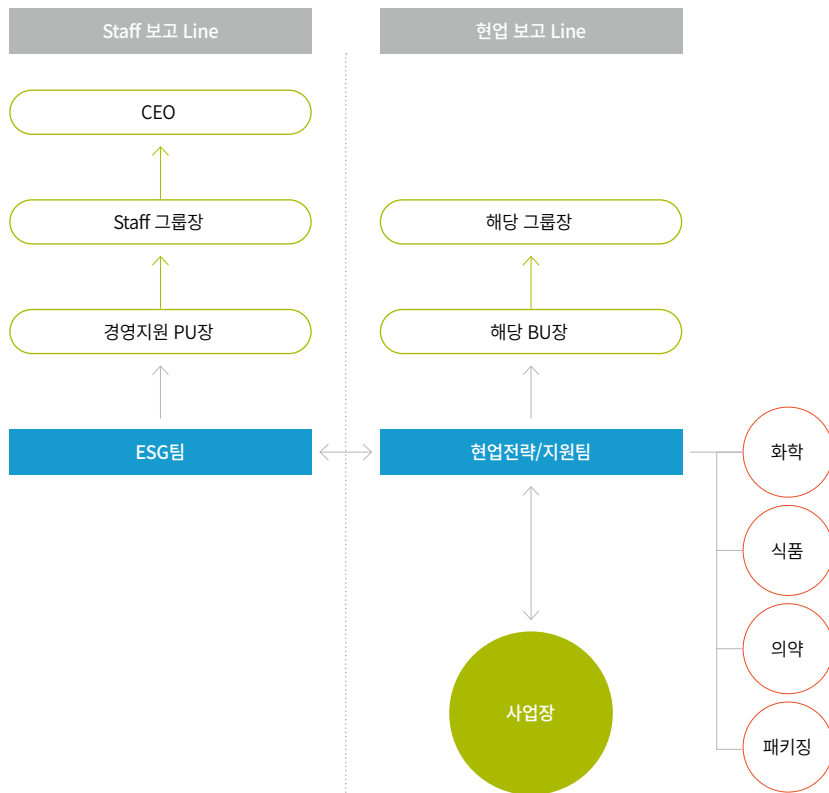 Staff 보고 Line
현업 보고 Line
CEO
Staff 그룹장
해당 그룹장
경영지원 PU장
해당 BU장
ESG팀
현업전략/지원팀
화학
식품
의약
패키징
사업장